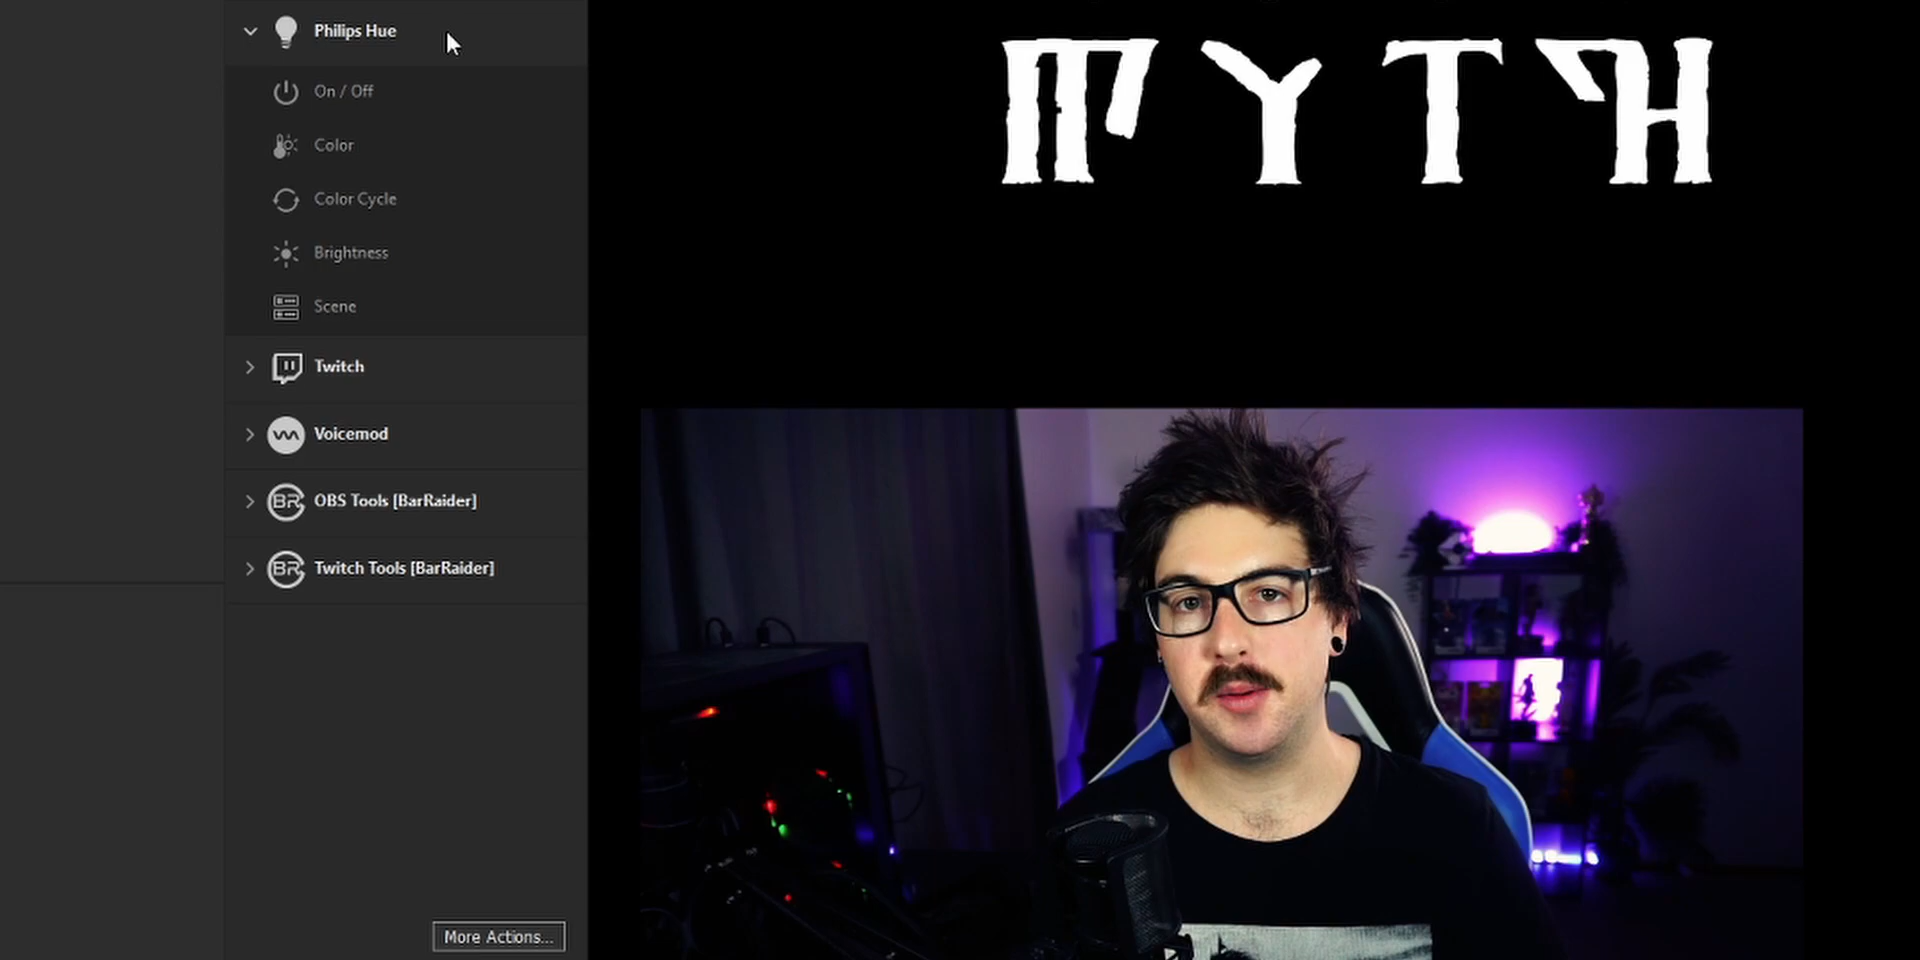 Philips Hue
On / Off
Color
Color Cycle
Brightness
Scene
Twitch
Voicemod
OBS Tools [BarRaider]
Twitch Tools [BarRaider]
More Actions...
MYTH